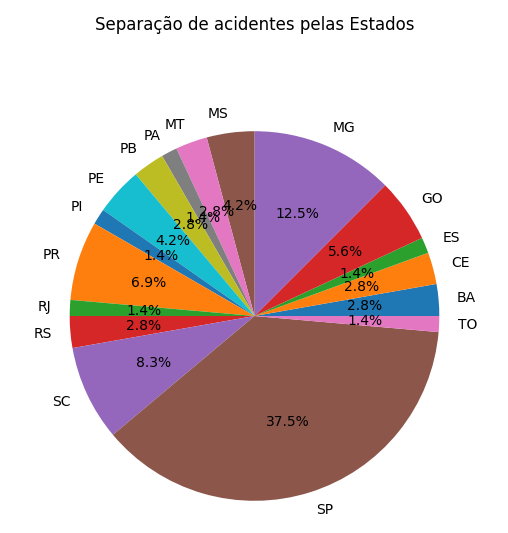 Separação de acidentes pelas Estados
BA
2.8%
CE
2.8%
ES
1.4%
GO
5.6%
MG
12.5%
MS
4.2%
MT
2.8%
PA
1.4%
PB
2.8%
PE
4.2%
PI
1.4%
PR
6.9%
RJ
1.4%
RS
2.8%
SC
8.3%
SP
37.5%
TO
1.4%